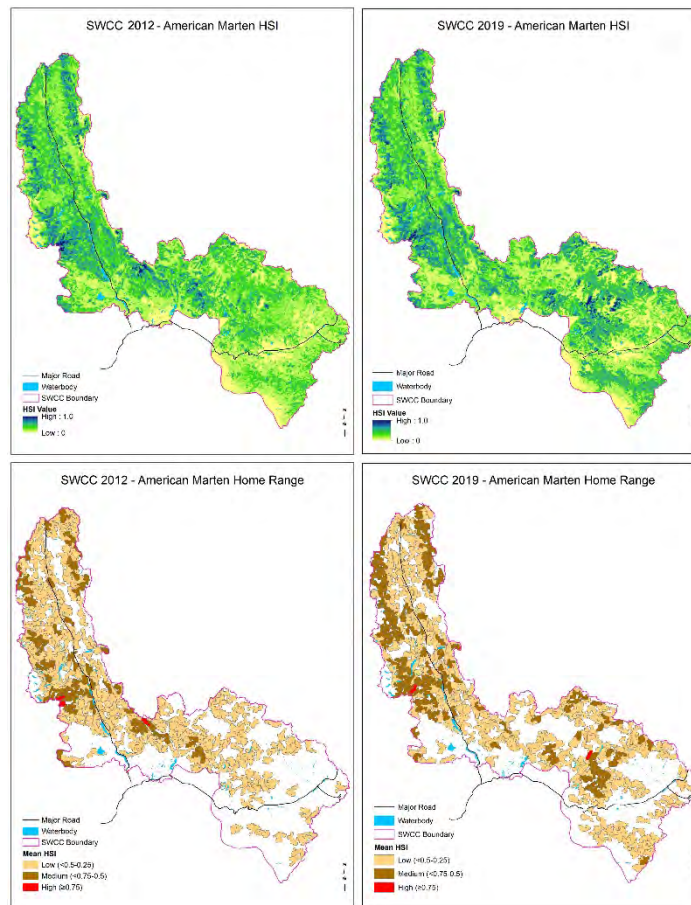 SWCC 2012 - American Marten HSI
Major Road
Waterbody
SWCC Boundary
HSI Value
High : 1.0
Low : 0
SWCC 2019 - American Marten HSI
Major Road
Waterbody
SWCC Boundary
HSI Value
High : 1.0
Low : 0
SWCC 2012 - American Marten Home Range
Major Road
Waterbody
SWCC Boundary
Mean HSI
Low (<0.5-0.25)
Medium (<0.75-0.5)
High (≥0.75)
SWCC 2019 - American Marten Home Range
Major Road
Waterbody
SWCC Boundary
Mean HSI
Low (<0.5-0.25)
Medium (<0.75-0.5)
High (≥0.75)